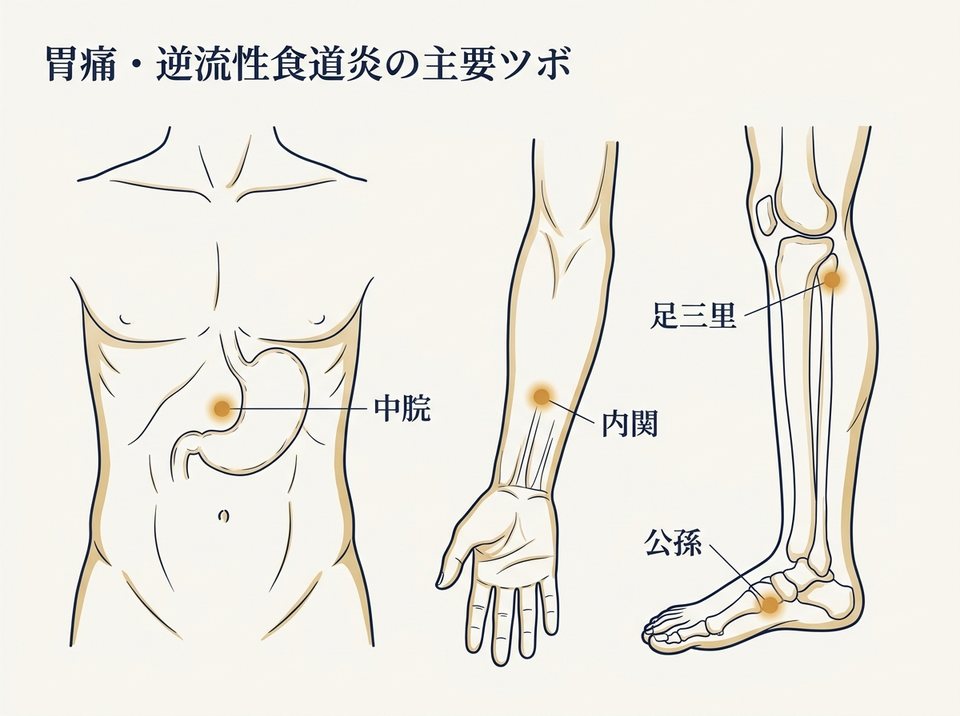 胃痛・逆流性食道炎の主要ツボ
中脘
内関
足三里
公孫